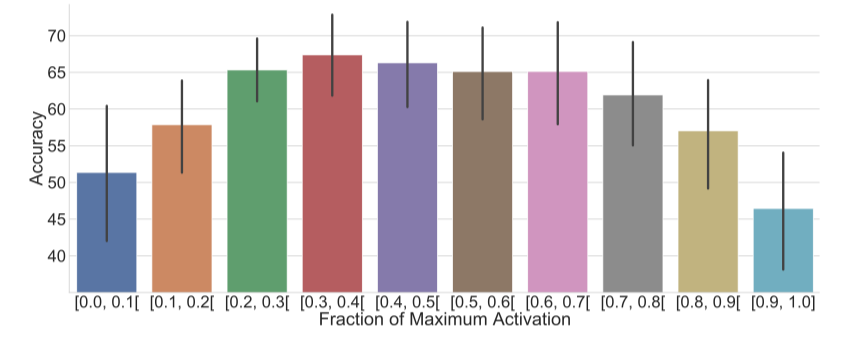 Accuracy
70
65
60
55
50
45
40
[0.0, 0.1[ [0.1, 0.2[ [0.2, 0.3[ [0.3, 0.4[ [0.4, 0.5[ [0.5, 0.6[ [0.6, 0.7[ [0.7, 0.8[ [0.8, 0.9[ [0.9, 1.0]
Fraction of Maximum Activation